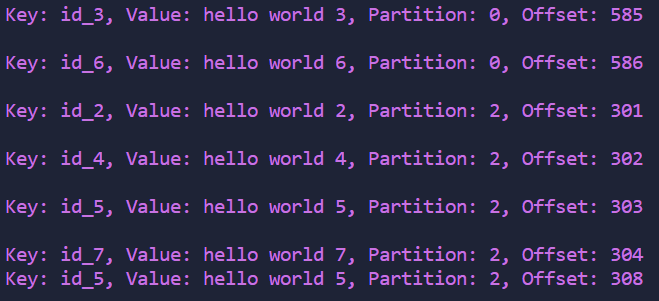 Key: id_3, Value: hello world 3, Partition: 0, Offset: 585
Key: id_6, Value: hello world 6, Partition: 0, Offset: 586
Key: id_2, Value: hello world 2, Partition: 2, Offset: 301
Key: id_4, Value: hello world 4, Partition: 2, Offset: 302
Key: id_5, Value: hello world 5, Partition: 2, Offset: 303
Key: id_7, Value: hello world 7, Partition: 2, Offset: 304
Key: id_5, Value: hello world 5, Partition: 2, Offset: 308